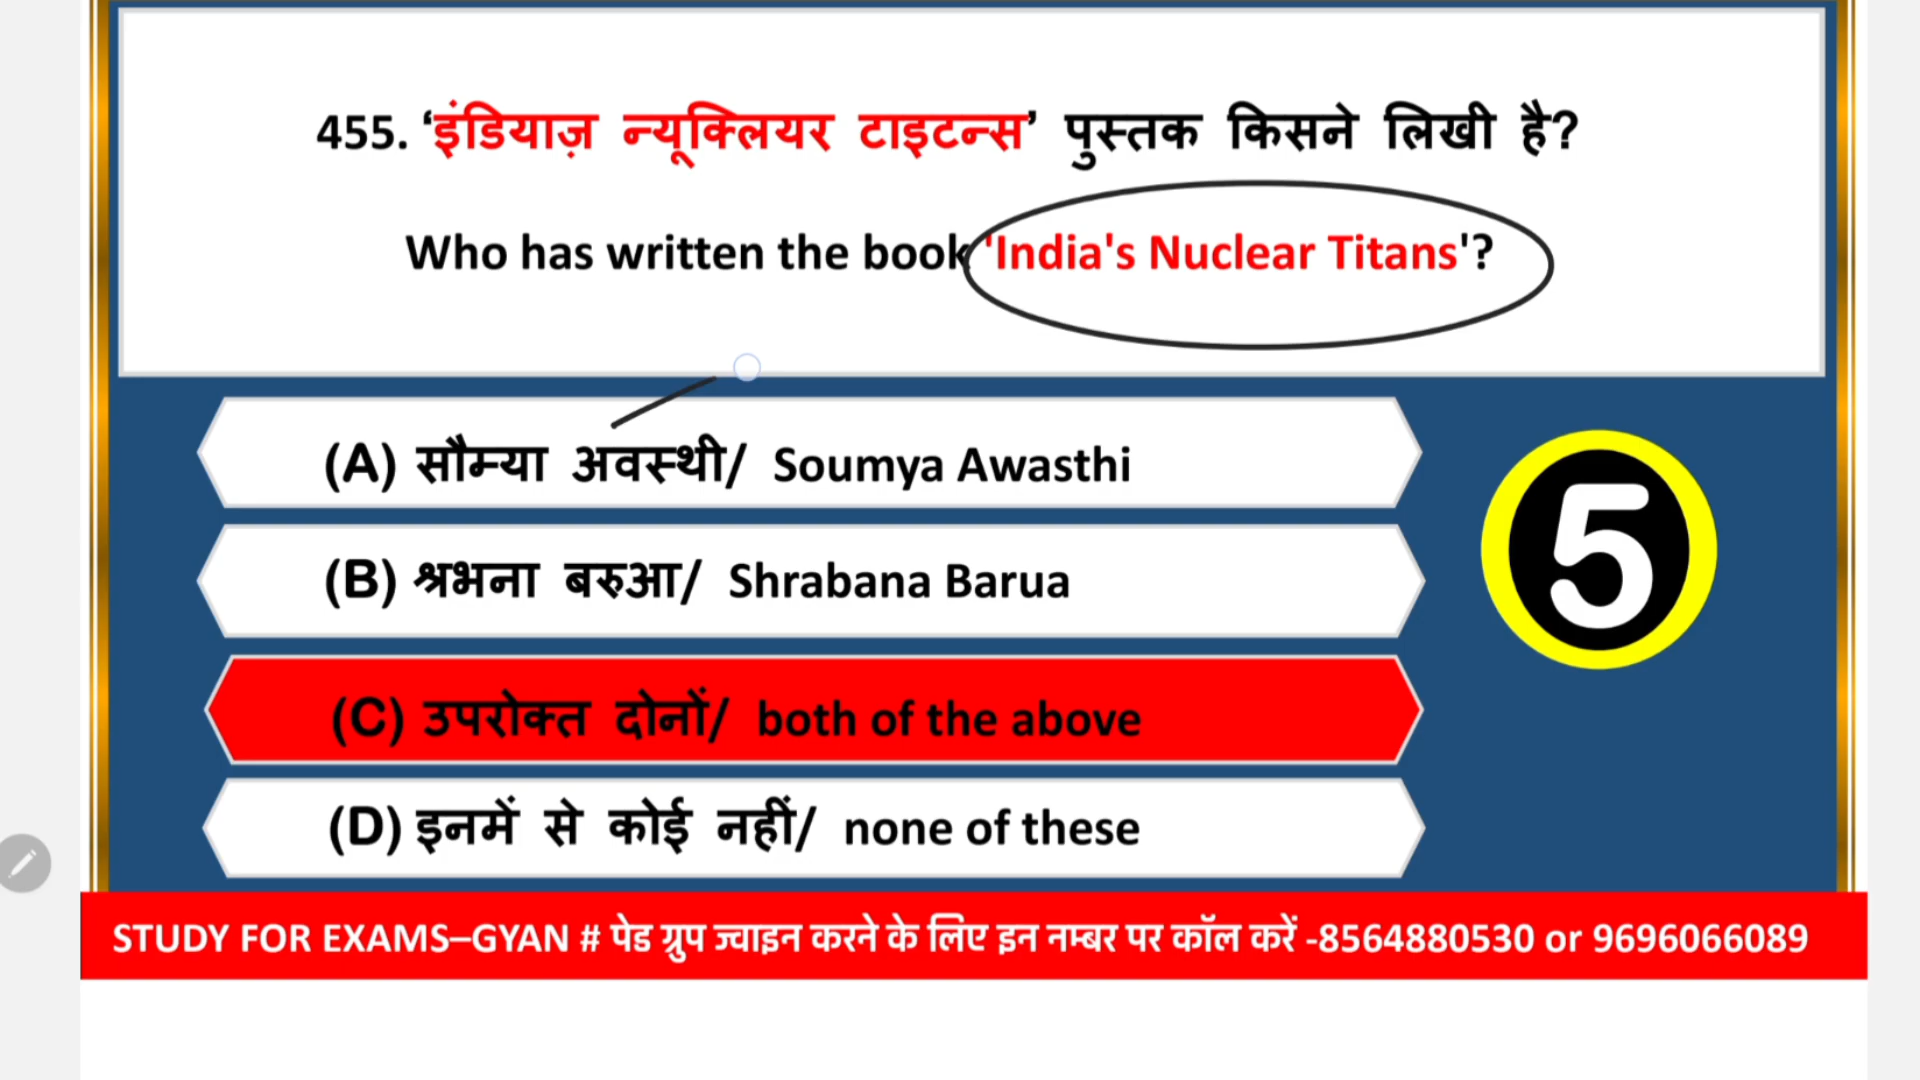 455. ‘इंडियाज़ न्यूक्लियर टाइटन्स’ पुस्तक किसने लिखी है?
Who has written the book 'India's Nuclear Titans'?
(A) सौम्या अवस्थी/ Soumya Awasthi
(B) श्रभना बरुआ/ Shrabana Barua
(C) उपरोक्त दोनों/ both of the above
(D) इनमें से कोई नहीं/ none of these
5
STUDY FOR EXAMS–GYAN # पेड ग्रुप ज्वाइन करने के लिए इन नम्बर पर कॉल करें -8564880530 or 9696066089